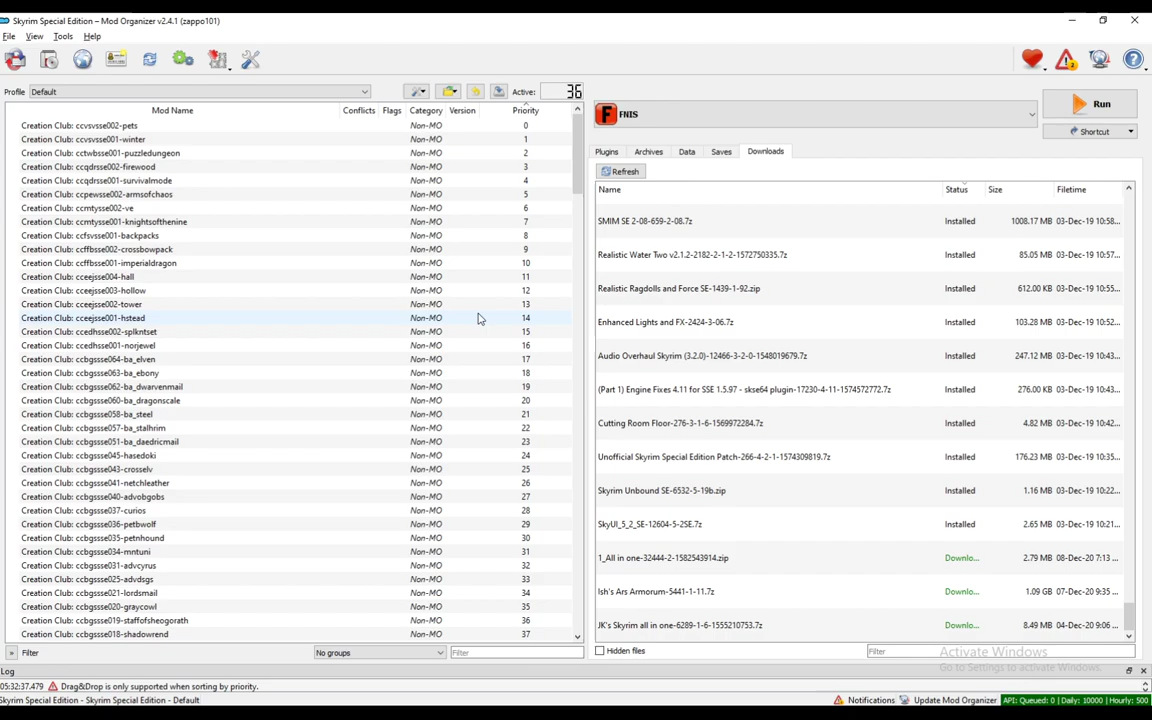 Skyrim Special Edition – Mod Organizer v2.4.1 (zappo101)
File View Tools Help
Profile Default Active: 36
Mod Name Conflicts Flags Category Version Priority
Creation Club: ccvsvsse002-pets Non-MO 0
Creation Club: ccvsvsse001-winter Non-MO 1
Creation Club: cctwbsse001-puzzledungeon Non-MO 2
Creation Club: ccqdrsse002-firewood Non-MO 3
Creation Club: ccqdrsse001-survivalmode Non-MO 4
Creation Club: ccpewsse002-armsofchaos Non-MO 5
Creation Club: ccmtysse002-ve Non-MO 6
Creation Club: ccmtysse001-knightsofthenine Non-MO 7
Creation Club: ccfsvsse001-backpacks Non-MO 8
Creation Club: ccffbsse002-crossbowpack Non-MO 9
Creation Club: ccffbsse001-imperialdragon Non-MO 10
Creation Club: cceejsse004-hall Non-MO 11
Creation Club: cceejsse003-hollow Non-MO 12
Creation Club: cceejsse002-tower Non-MO 13
Creation Club: cceejsse001-hstead Non-MO 14
Creation Club: ccedhsse002-splkntset Non-MO 15
Creation Club: ccedhsse001-norjewel Non-MO 16
Creation Club: ccbgssse064-ba_elven Non-MO 17
Creation Club: ccbgssse063-ba_ebony Non-MO 18
Creation Club: ccbgssse062-ba_dwarvenmail Non-MO 19
Creation Club: ccbgssse060-ba_dragonscale Non-MO 20
Creation Club: ccbgssse058-ba_steel Non-MO 21
Creation Club: ccbgssse057-ba_stalhrim Non-MO 22
Creation Club: ccbgssse051-ba_daedricmail Non-MO 23
Creation Club: ccbgssse045-hasedoki Non-MO 24
Creation Club: ccbgssse043-crosselv Non-MO 25
Creation Club: ccbgssse041-netchleather Non-MO 26
Creation Club: ccbgssse040-advobgobs Non-MO 27
Creation Club: ccbgssse037-curios Non-MO 28
Creation Club: ccbgssse036-petbwolf Non-MO 29
Creation Club: ccbgssse035-petnhound Non-MO 30
Creation Club: ccbgssse034-mntuni Non-MO 31
Creation Club: ccbgssse031-advcyrus Non-MO 32
Creation Club: ccbgssse025-advdsgs Non-MO 33
Creation Club: ccbgssse021-lordsmail Non-MO 34
Creation Club: ccbgssse020-graycowl Non-MO 35
Creation Club: ccbgssse019-staffofsheogorath Non-MO 36
Creation Club: ccbgssse018-shadowrend Non-MO 37
» Filter No groups Filter
FNIS Run
Shortcut
Plugins Archives Data Saves Downloads
Refresh
Name Status Size Filetime
SMIM SE 2-08-659-2-08.7z Installed 1008.17 MB 03-Dec-19 10:58...
Realistic Water Two v2.1.2-2182-2-1-2-1572750335.7z Installed 85.05 MB 03-Dec-19 10:57...
Realistic Ragdolls and Force SE-1439-1-92.zip Installed 612.00 KB 03-Dec-19 10:55...
Enhanced Lights and FX-2424-3-06.7z Installed 103.28 MB 03-Dec-19 10:52...
Audio Overhaul Skyrim (3.2.0)-12466-3-2-0-1548019679.7z Installed 247.12 MB 03-Dec-19 10:43...
(Part 1) Engine Fixes 4.11 for SSE 1.5.97 - skse64 plugin-17230-4-11-1574572772.7z Installed 276.00 KB 03-Dec-19 10:43...
Cutting Room Floor-276-3-1-6-1569972284.7z Installed 4.82 MB 03-Dec-19 10:42...
Unofficial Skyrim Special Edition Patch-266-4-2-1-1574309819.7z Installed 176.23 MB 03-Dec-19 10:35...
Skyrim Unbound SE-6532-5-19b.zip Installed 1.16 MB 03-Dec-19 10:22...
SkyUI_5_2_SE-12604-5-2SE.7z Installed 2.65 MB 03-Dec-19 10:21...
1_All in one-32444-2-1582543914.zip Downlo... 2.79 MB 08-Dec-20 7:13 ...
Ish's Ars Armorum-5441-1-11.7z Downlo... 1.09 GB 07-Dec-20 9:35 ...
JK's Skyrim all in one-6289-1-6-1555210753.7z Downlo... 8.49 MB 04-Dec-20 9:06 ...
Hidden files Filter
Activate Windows
Go to Settings to activate Windows.
Log
05:32:37.479 Drag&Drop is only supported when sorting by priority.
Skyrim Special Edition - Skyrim Special Edition - Default Notifications Update Mod Organizer API: Queued: 0 | Daily: 10000 | Hourly: 500